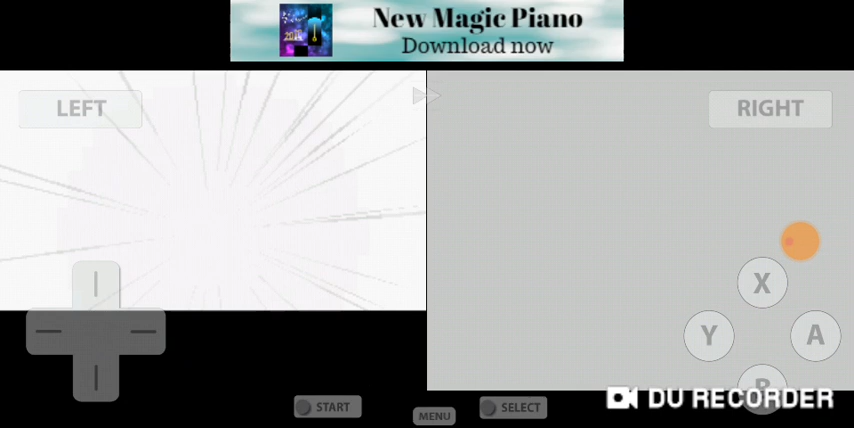 New Magic Piano
Download now
LEFT
RIGHT
X
Y
A
B
START
SELECT
MENU
DU RECORDER